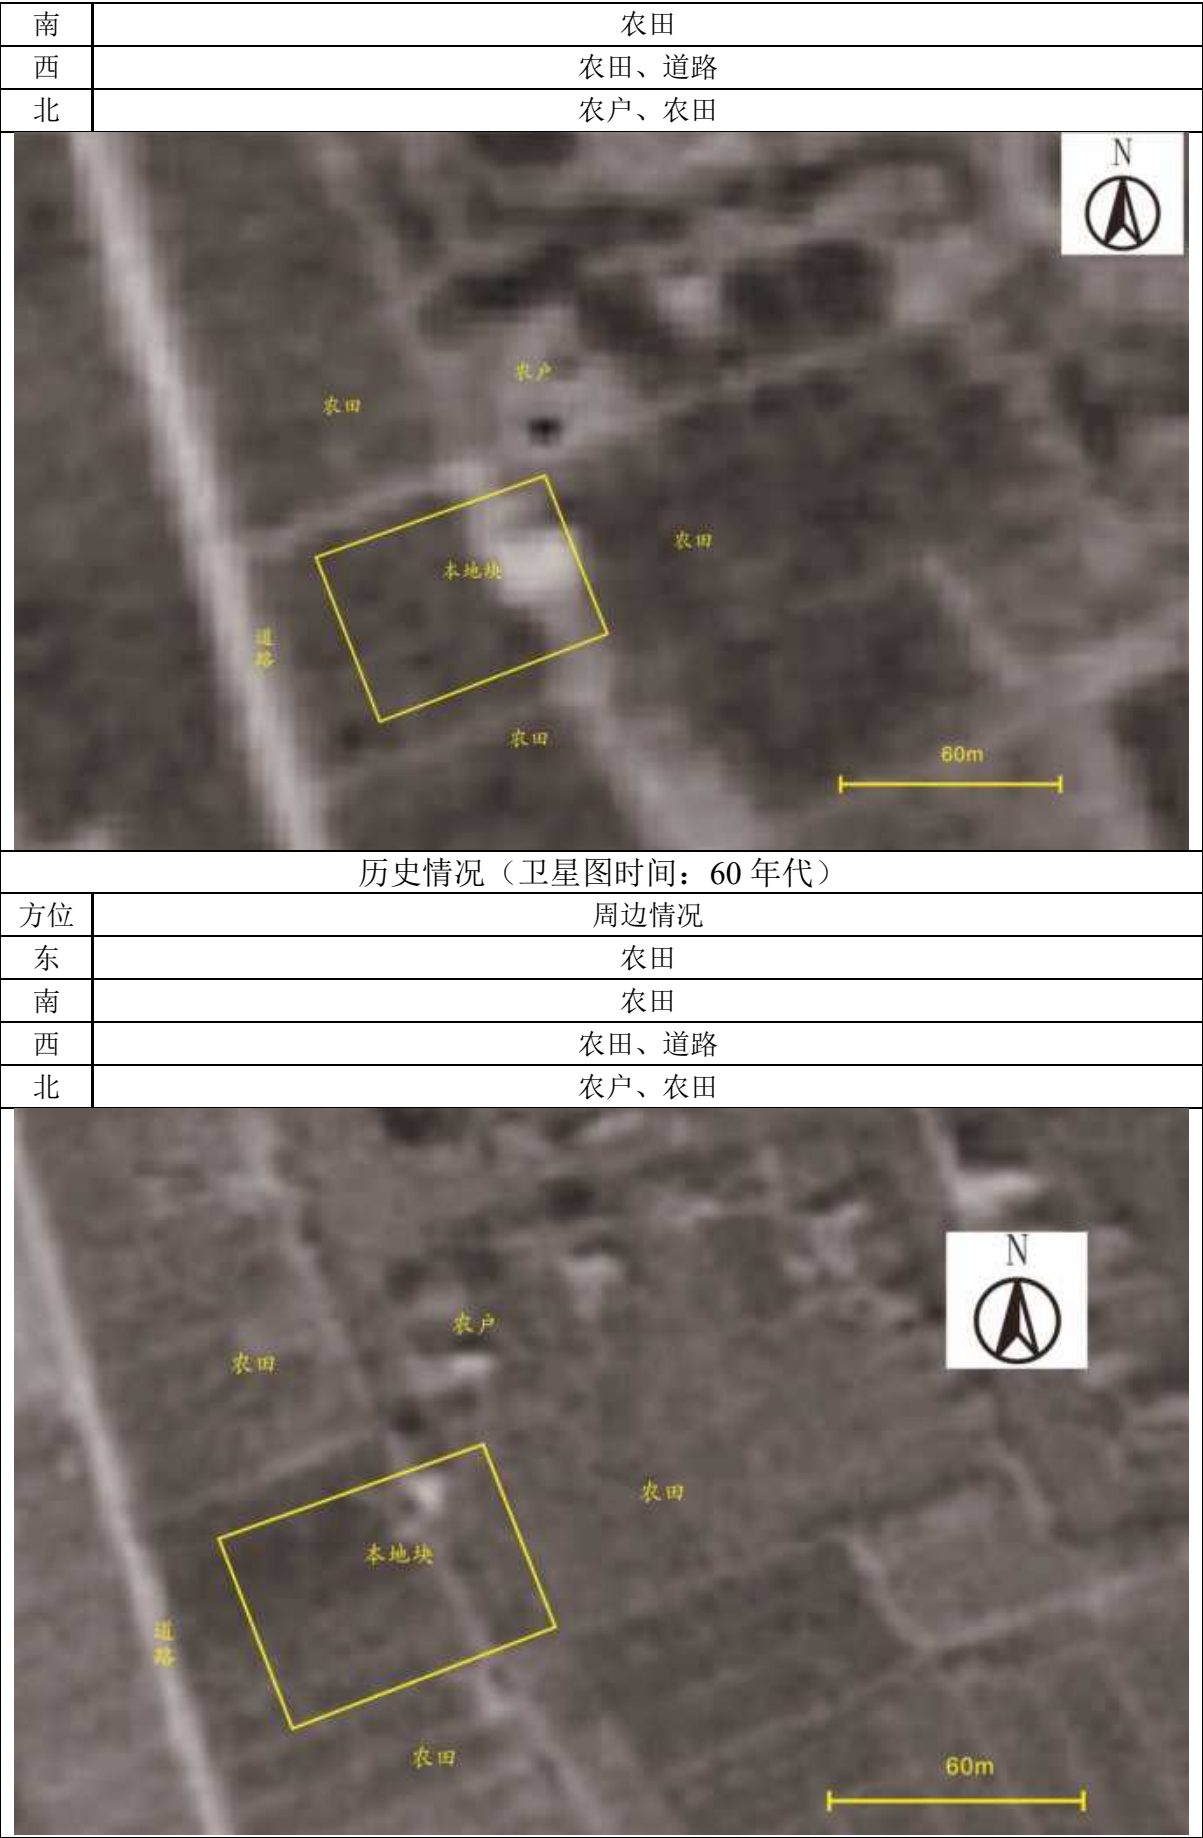 南 农田
西 农田、道路
北 农户、农田
N
农户
农田
农田
本地块
道路
农田
60m
历史情况（卫星图时间：60 年代）
方位 周边情况
东 农田
南 农田
西 农田、道路
北 农户、农田
N
农户
农田
农田
本地块
道路
农田
60m